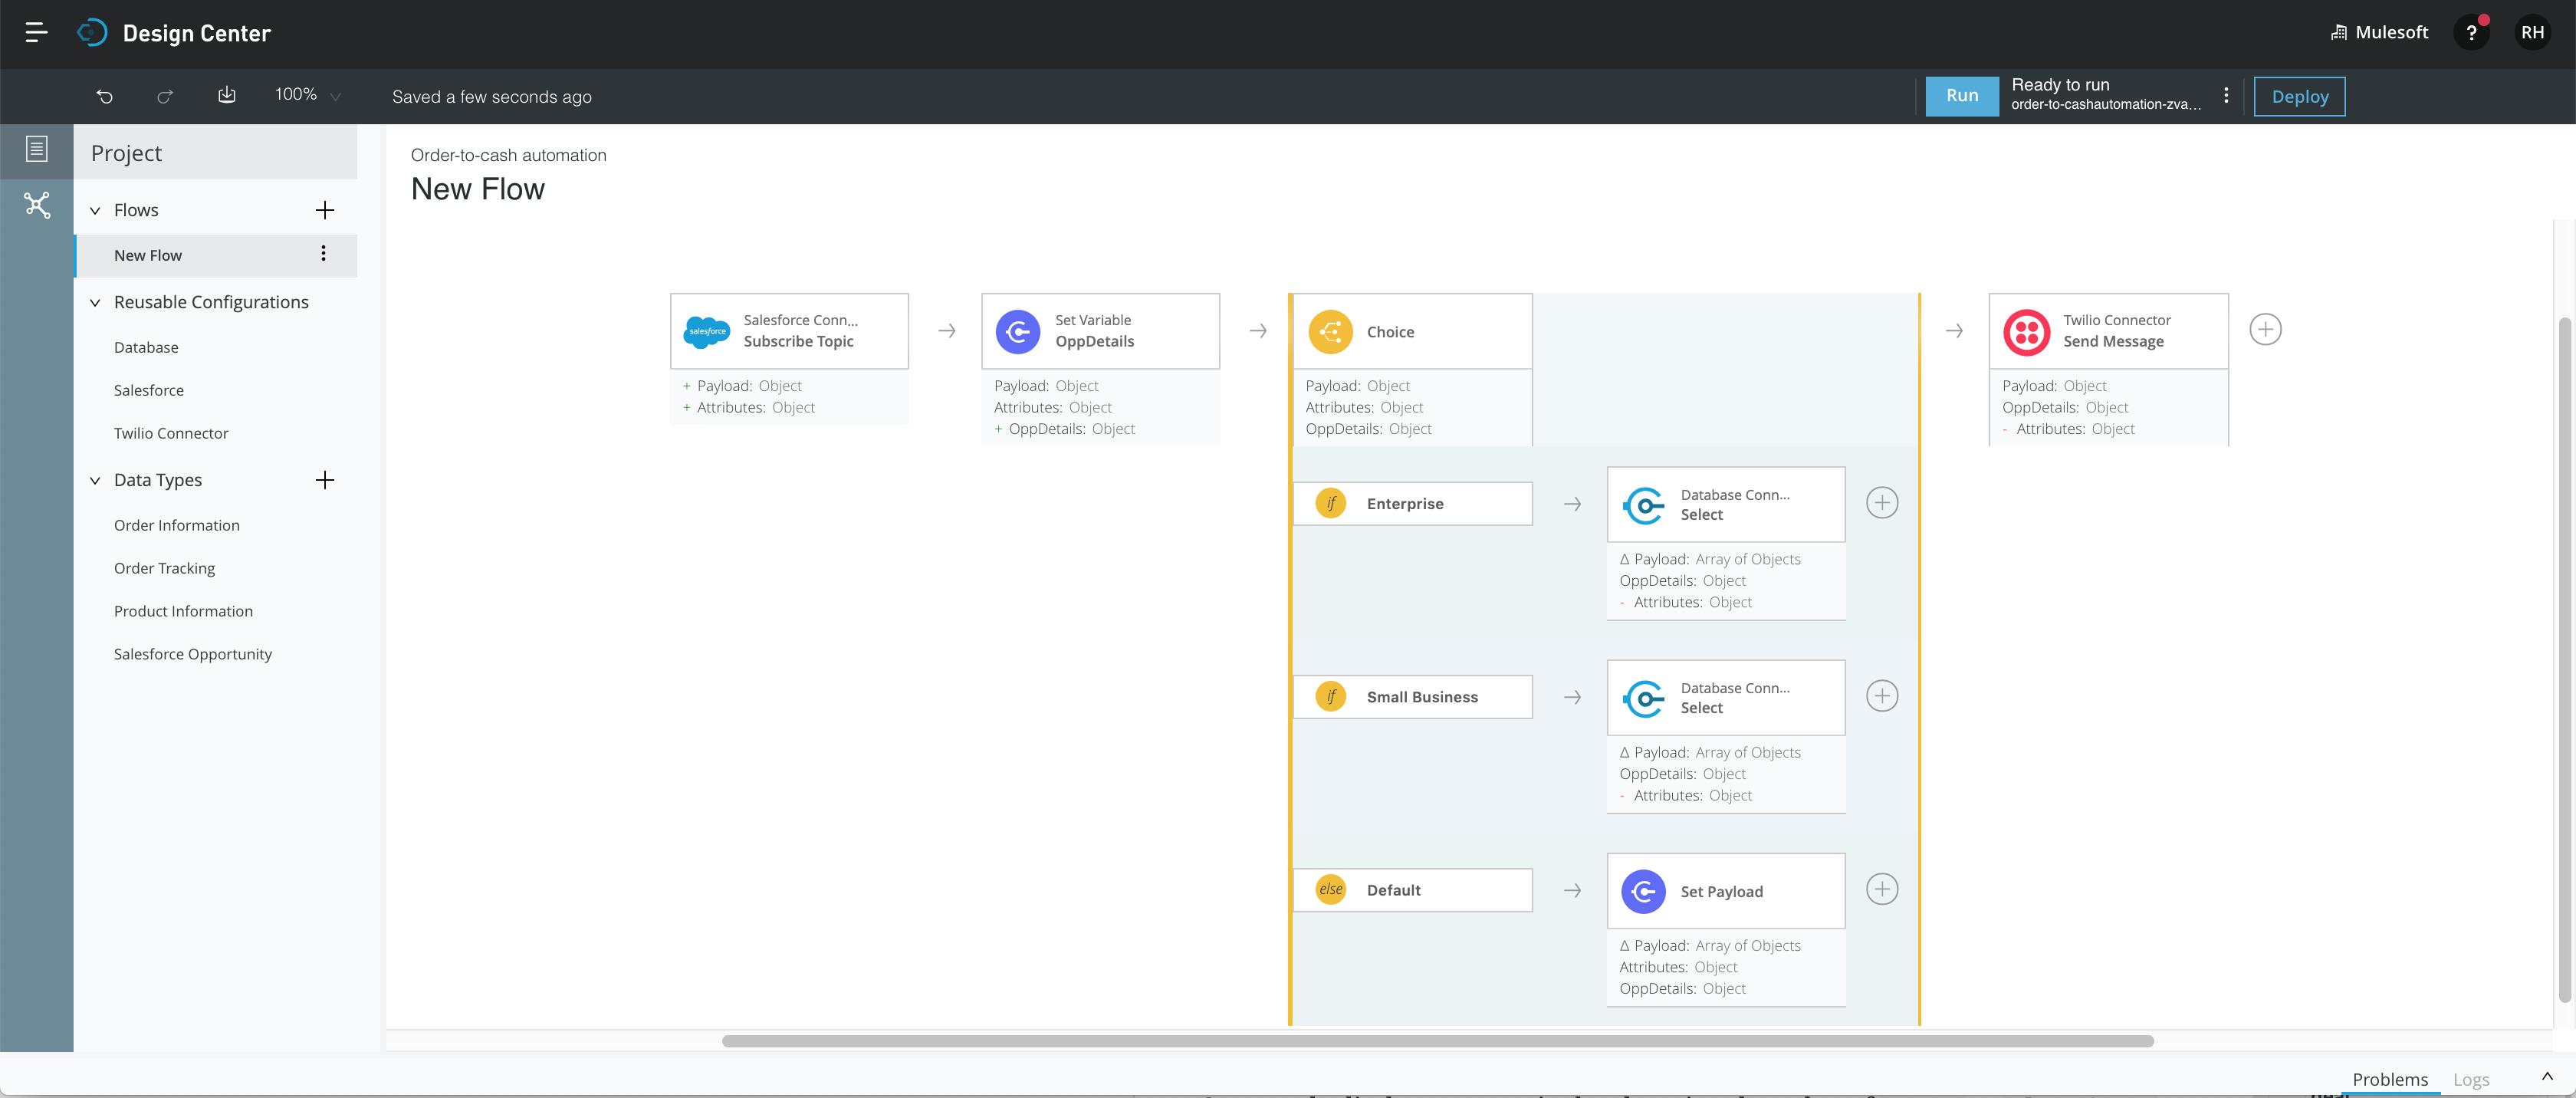 Design Center
Mulesoft
?
RH
100%
Saved a few seconds ago
Run
Ready to run
order-to-cashautomation-zva...
Deploy
Project
Flows
New Flow
Reusable Configurations
Database
Salesforce
Twilio Connector
Data Types
Order Information
Order Tracking
Product Information
Salesforce Opportunity
Order-to-cash automation
New Flow
salesforce
Salesforce Conn...
Subscribe Topic
+ Payload: Object
+ Attributes: Object
Set Variable
OppDetails
Payload: Object
Attributes: Object
+ OppDetails: Object
Choice
Payload: Object
Attributes: Object
OppDetails: Object
if
Enterprise
Database Conn...
Select
Δ Payload: Array of Objects
OppDetails: Object
- Attributes: Object
if
Small Business
Database Conn...
Select
Δ Payload: Array of Objects
OppDetails: Object
- Attributes: Object
else
Default
Set Payload
Δ Payload: Array of Objects
Attributes: Object
OppDetails: Object
Twilio Connector
Send Message
Payload: Object
OppDetails: Object
- Attributes: Object
Problems
Logs